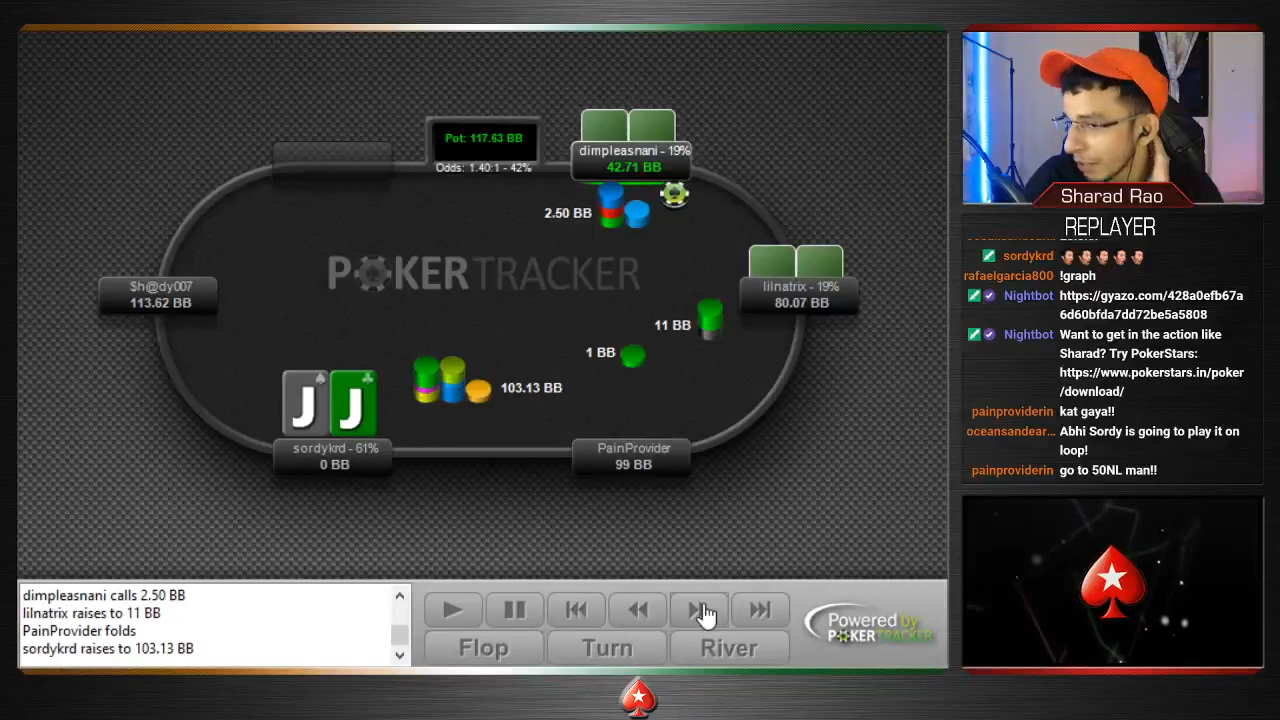 Pot: 117.63 BB
Odds: 1.40:1 - 42%
dimpleasnani - 19%
42.71 BB
2.50 BB
POKERTRACKER
$h@dy007
113.62 BB
lilnatrix - 19%
80.07 BB
11 BB
1 BB
103.13 BB
J J
sordykrd - 61%
0 BB
PainProvider
99 BB
dimpleasnani calls 2.50 BB
lilnatrix raises to 11 BB
PainProvider folds
sordykrd raises to 103.13 BB
Flop
Turn
River
Powered by
POKERTRACKER
Sharad Rao
REPLAYER
sordykrd
rafaelgarcia800 !graph
Nightbot https://gyazo.com/428a0efb67a
6d60bfda7dd72be5a5808
Nightbot Want to get in the action like
Sharad? Try PokerStars:
https://www.pokerstars.in/poker
/download/
painproviderin kat gaya!!
oceansandear... Abhi Sordy is going to play it on
loop!
painproviderin go to 50NL man!!